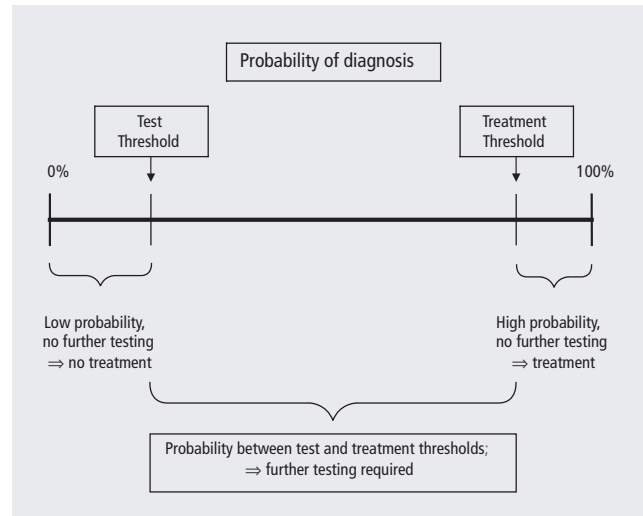 Probability of diagnosis
Test
Threshold
Treatment
Threshold
0%
100%
Low probability,
no further testing
⇒ no treatment
High probability,
no further testing
⇒ treatment
Probability between test and treatment thresholds;
⇒ further testing required